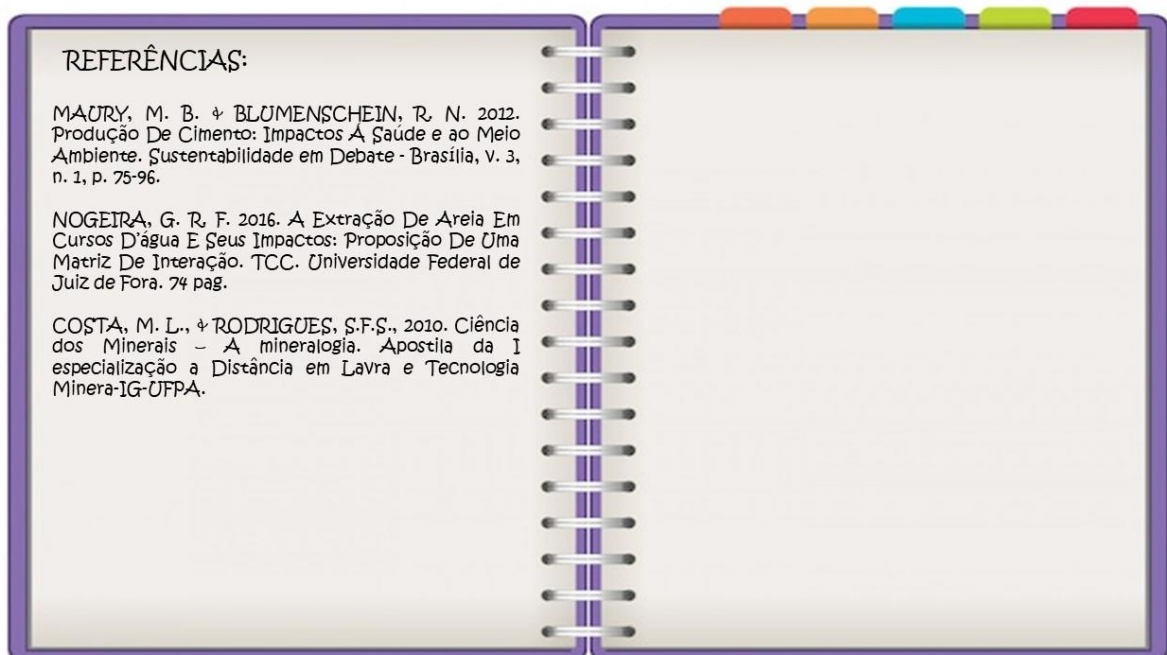 REFERÊNCIAS:
MAURY, M. B. & BLUMENSCHEIN, R. N. 2012.
Produção De Cimento: Impactos Á Saúde e ao Meio
Ambiente. Sustentabilidade em Debate - Brasília, v. 3,
n. 1, p. 75-96.
NOGEIRA, G. R. F. 2016. A Extração De Areia Em
Cursos D'água E Seus Impactos: Proposição De Uma
Matriz De Interação. TCC. Universidade Federal de
Juiz de Fora. 74 pag.
COSTA, M. L., & RODRIGUES, S.F.S., 2010. Ciência
dos Minerais – A mineralogia. Apostila da I
especialização a Distância em Lavra e Tecnologia
Minera-IG-UFPA.